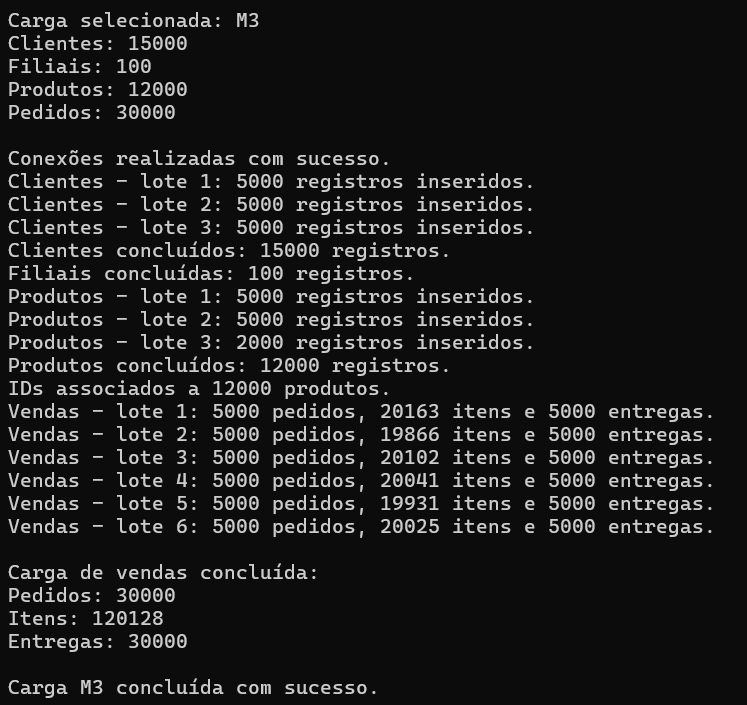 Carga selecionada: M3
Clientes: 15000
Filiais: 100
Produtos: 12000
Pedidos: 30000

Conexões realizadas com sucesso.
Clientes - lote 1: 5000 registros inseridos.
Clientes - lote 2: 5000 registros inseridos.
Clientes - lote 3: 5000 registros inseridos.
Clientes concluídos: 15000 registros.
Filiais concluídas: 100 registros.
Produtos - lote 1: 5000 registros inseridos.
Produtos - lote 2: 5000 registros inseridos.
Produtos - lote 3: 2000 registros inseridos.
Produtos concluídos: 12000 registros.
IDs associados a 12000 produtos.
Vendas - lote 1: 5000 pedidos, 20163 itens e 5000 entregas.
Vendas - lote 2: 5000 pedidos, 19866 itens e 5000 entregas.
Vendas - lote 3: 5000 pedidos, 20102 itens e 5000 entregas.
Vendas - lote 4: 5000 pedidos, 20041 itens e 5000 entregas.
Vendas - lote 5: 5000 pedidos, 19931 itens e 5000 entregas.
Vendas - lote 6: 5000 pedidos, 20025 itens e 5000 entregas.

Carga de vendas concluída:
Pedidos: 30000
Itens: 120128
Entregas: 30000

Carga M3 concluída com sucesso.